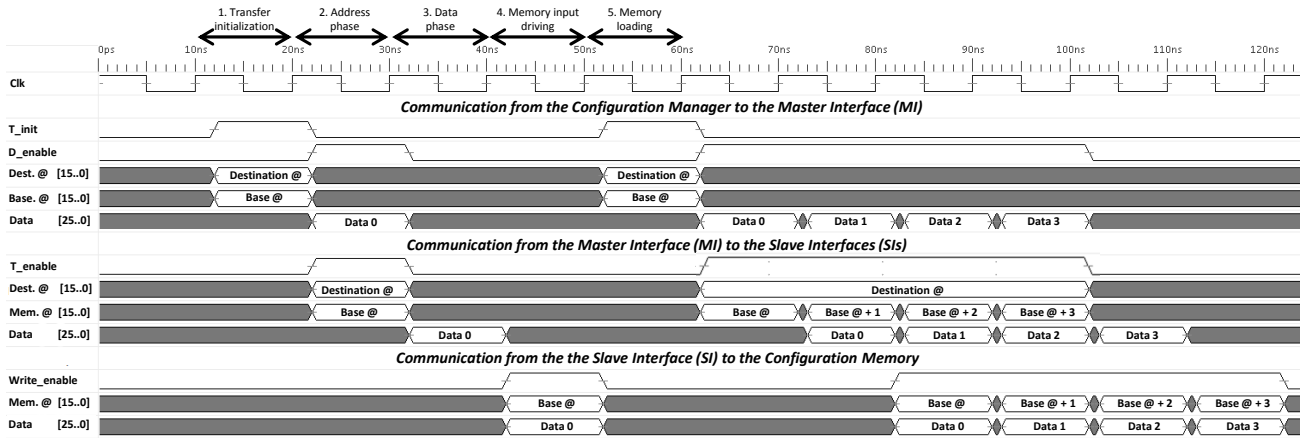 1. Transfer initialization
2. Address phase
3. Data phase
4. Memory input driving
5. Memory loading
0ps 10ns 20ns 30ns 40ns 50ns 60ns 70ns 80ns 90ns 100ns 110ns 120ns
Clk
Communication from the Configuration Manager to the Master Interface (MI)
T_init
D_enable
Dest. @ [15..0] Destination @ Destination @
Base. @ [15..0] Base @ Base @
Data [25..0] Data 0 Data 0 Data 1 Data 2 Data 3
Communication from the Master Interface (MI) to the Slave Interfaces (SIs)
T_enable
Dest. @ [15..0] Destination @ Destination @
Mem. @ [15..0] Base @ Base @ Base @ + 1 Base @ + 2 Base @ + 3
Data [25..0] Data 0 Data 0 Data 1 Data 2 Data 3
Communication from the the Slave Interface (SI) to the Configuration Memory
Write_enable
Mem. @ [15..0] Base @ Base @ Base @ + 1 Base @ + 2 Base @ + 3
Data [25..0] Data 0 Data 0 Data 1 Data 2 Data 3